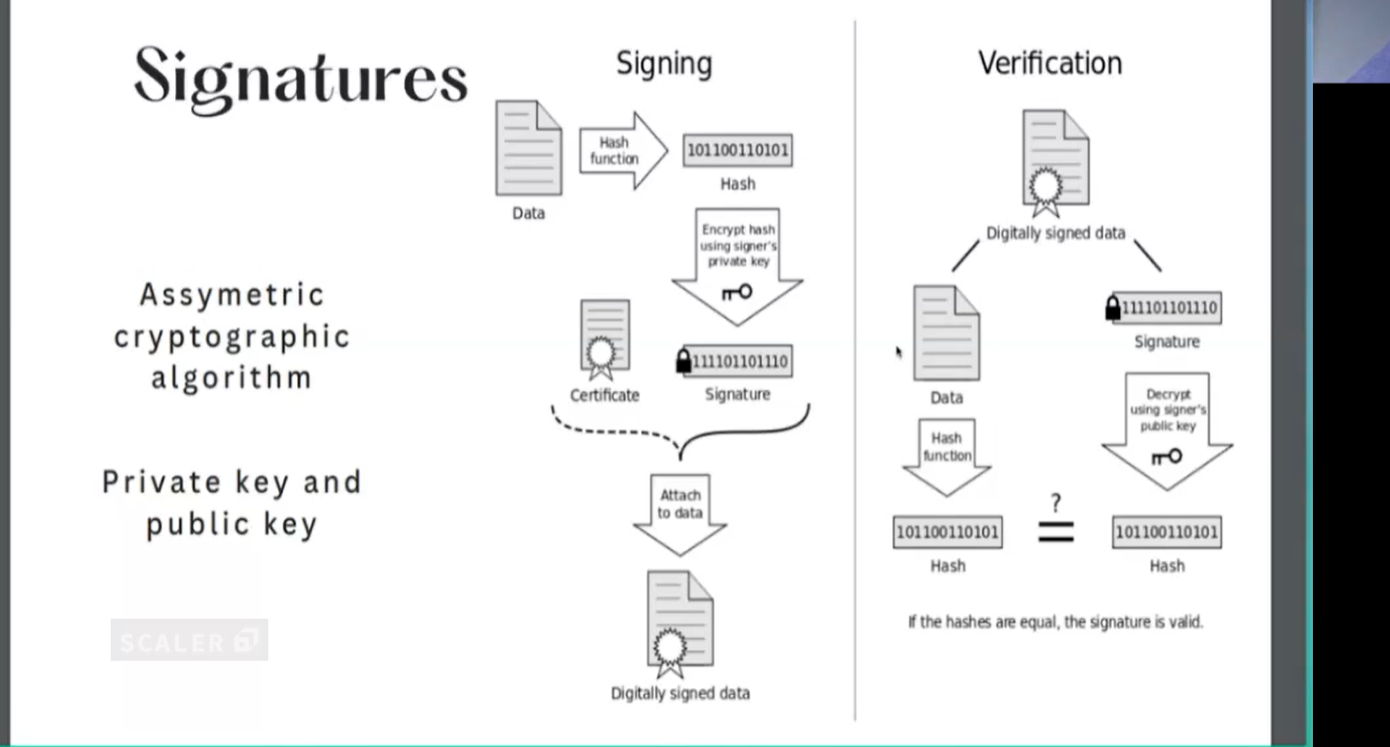 Signatures
Assymetric
cryptographic
algorithm
Private key and
public key
SCALER
Signing
Data
Hash
function
101100110101
Hash
Encrypt hash
using signer's
private key
Certificate
111101101110
Signature
Attach
to data
Digitally signed data
Verification
Digitally signed data
Data
Hash
function
101100110101
Hash
?
=
111101101110
Signature
Decrypt
using signer's
public key
101100110101
Hash
If the hashes are equal, the signature is valid.